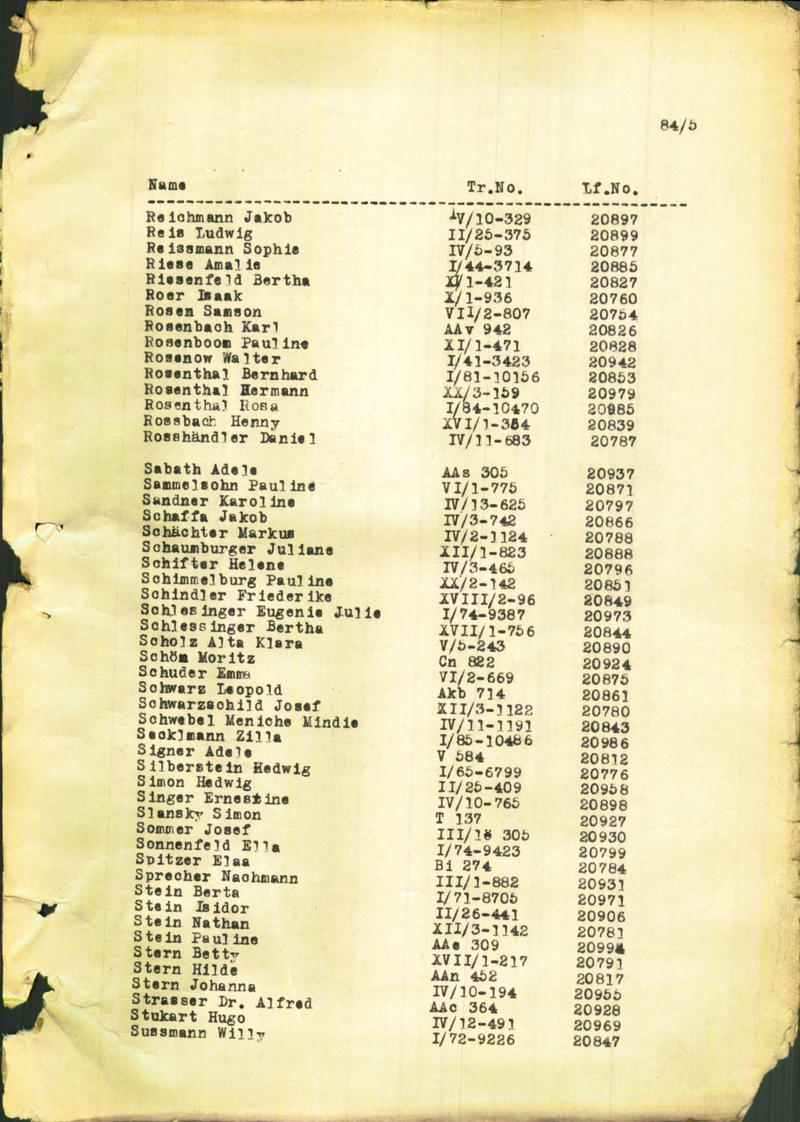 84/5
Name Tr.No. Lf.No.
Reichmann Jakob IV/10-329 20897
Reis Ludwig II/25-375 20899
Reissmann Sophie IV/5-93 20877
Riese Amalie I/44-3714 20885
Riesenfeld Bertha XV/1-421 20827
Roer Isaak X/1-936 20760
Rosen Samson VII/2-807 20754
Rosenbach Karl AAv 942 20826
Rosenboom Pauline XI/1-471 20828
Rosenow Walter I/41-3423 20942
Rosenthal Bernhard I/81-10156 20853
Rosenthal Hermann XX/3-159 20979
Rosenthal Rosa I/84-10470 20985
Rossbach Henny XVI/1-354 20839
Rosshändler Daniel IV/11-683 20787
Sabath Adele AAs 305 20937
Sammelsohn Pauline VI/1-775 20871
Sandner Karoline IV/13-625 20797
Schaffa Jakob IV/3-742 20866
Schächter Markus IV/2-1124 20788
Schaumburger Juliane XII/1-823 20888
Schifter Helene IV/3-465 20796
Schimmelburg Pauline XX/2-142 20851
Schindler Friederike XVIII/2-96 20849
Schlesinger Eugenie Julie I/74-9387 20973
Schlessinger Bertha XVII/1-756 20844
Scholz Alta Klara V/5-243 20890
Schön Moritz Cn 822 20924
Schuder Emma VI/2-669 20875
Schwarz Leopold Akb 714 20861
Schwarzschild Josef XII/3-1122 20780
Schwebel Meniche Mindie IV/11-1191 20843
Secklmann Zilla I/85-10486 20986
Signer Adele V 584 20812
Silberstein Hedwig I/65-6799 20776
Simon Hedwig II/25-409 20958
Singer Ernestine IV/10-765 20898
Slansky Simon T 137 20927
Sommer Josef III/18 305 20930
Sonnenfeld Ella I/74-9423 20799
Spitzer Elsa Bi 274 20784
Sprecher Nachmann III/1-882 20931
Stein Berta I/71-8705 20971
Stein Isidor II/26-441 20906
Stein Nathan XII/3-1142 20781
Stein Pauline AAe 309 20994
Stern Betty XVII/1-217 20791
Stern Hilde AAn 452 20817
Stern Johanna IV/10-194 20955
Strasser Dr. Alfred AAc 364 20928
Stukart Hugo IV/12-491 20969
Sussmann Willy I/72-9226 20847